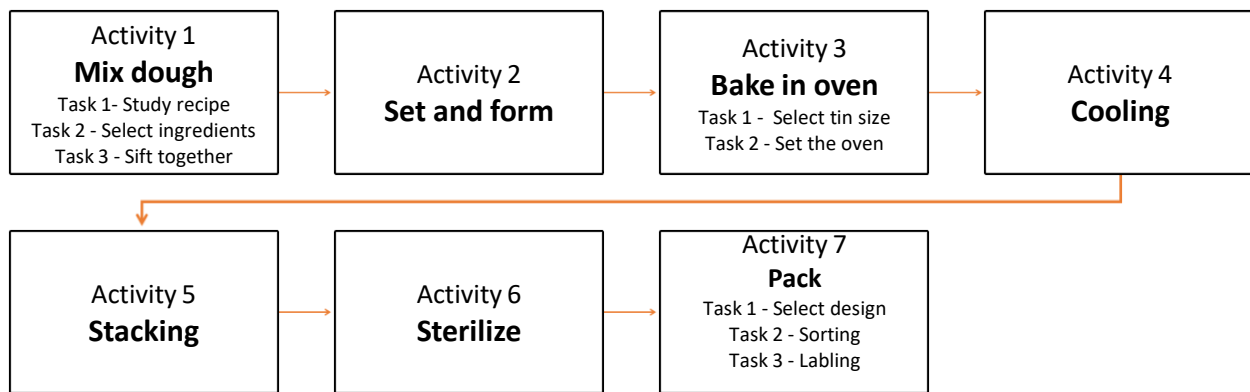 Activity 1
Mix dough
Task 1- Study recipe
Task 2 - Select ingredients
Task 3 - Sift together
Activity 2
Set and form
Activity 3
Bake in oven
Task 1 - Select tin size
Task 2 - Set the oven
Activity 4
Cooling
Activity 5
Stacking
Activity 6
Sterilize
Activity 7
Pack
Task 1 - Select design
Task 2 - Sorting
Task 3 - Labling